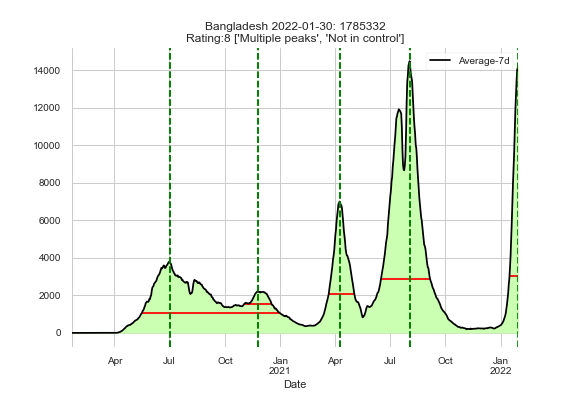 Bangladesh 2022-01-30: 1785332
Rating:8 ['Multiple peaks', 'Not in control']
Average-7d
14000
12000
10000
8000
6000
4000
2000
0
Apr Jul Oct Jan Apr Jul Oct Jan
2021 2022
Date